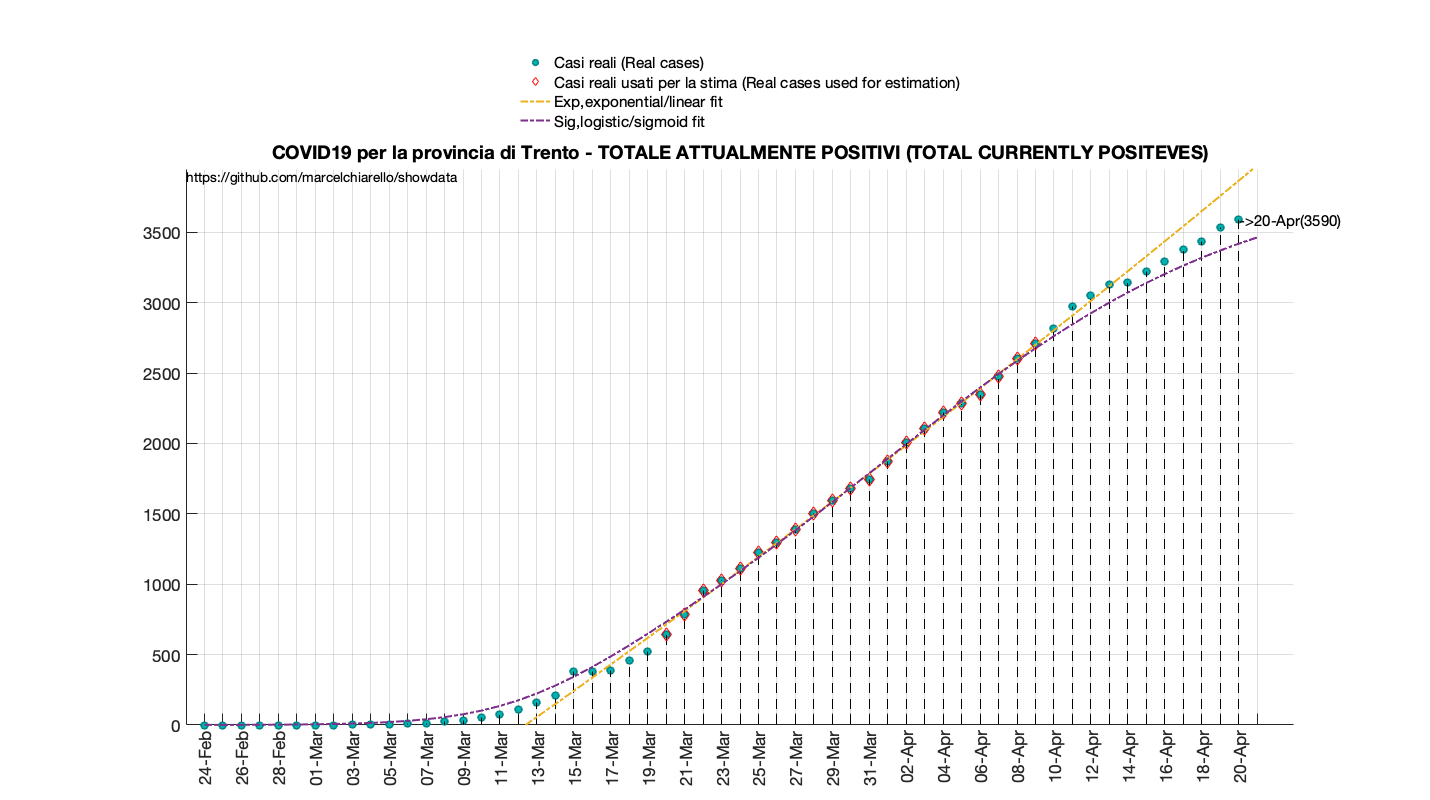 Casi reali (Real cases)
Casi reali usati per la stima (Real cases used for estimation)
Exp,exponential/linear fit
Sig,logistic/sigmoid fit
COVID19 per la provincia di Trento - TOTALE ATTUALMENTE POSITIVI (TOTAL CURRENTLY POSITEVES)
https://github.com/marcelchiarello/showdata
->20-Apr(3590)
3500
3000
2500
2000
1500
1000
500
0
24-Feb
26-Feb
28-Feb
01-Mar
03-Mar
05-Mar
07-Mar
09-Mar
11-Mar
13-Mar
15-Mar
17-Mar
19-Mar
21-Mar
23-Mar
25-Mar
27-Mar
29-Mar
31-Mar
02-Apr
04-Apr
06-Apr
08-Apr
10-Apr
12-Apr
14-Apr
16-Apr
18-Apr
20-Apr